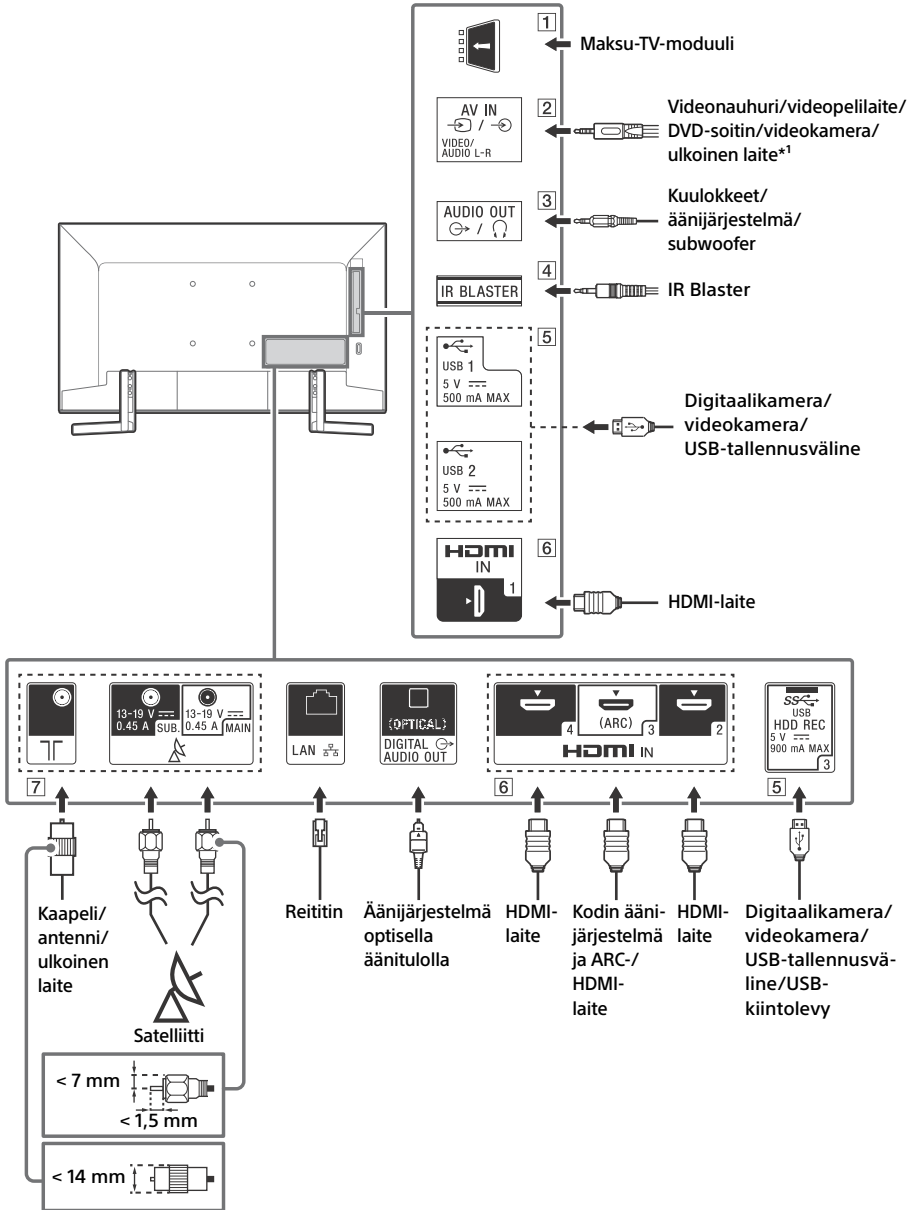 1
Maksu-TV-moduuli
AV IN
/
VIDEO/
AUDIO L-R
2
Videonauhuri/videopelilaite/
DVD-soitin/videokamera/
ulkoinen laite*1
AUDIO OUT
/
3
Kuulokkeet/
äänijärjestelmä/
subwoofer
4
IR BLASTER
IR Blaster
5
USB 1
5 V
500 mA MAX
USB 2
5 V
500 mA MAX
Digitaalikamera/
videokamera/
USB-tallennusväline
HDMI
IN
1
6
HDMI-laite
13-19 V
0.45 A
SUB.
13-19 V
0.45 A
MAIN
LAN
(OPTICAL)
DIGITAL
AUDIO OUT
4
(ARC)
3
2
HDMI IN
SS
USB
HDD REC
5 V
900 mA MAX
3
7
6
5
Kaapeli/
antenni/
ulkoinen
laite
Satelliitti
Reititin
Äänijärjestelmä
optisella
äänitulolla
HDMI-
laite
Kodin ääni-
järjestelmä
ja ARC-/
HDMI-
laite
HDMI-
laite
Digitaalikamera/
videokamera/
USB-tallennusvä-
line/USB-
kiintolevy
< 7 mm
< 1,5 mm
< 14 mm